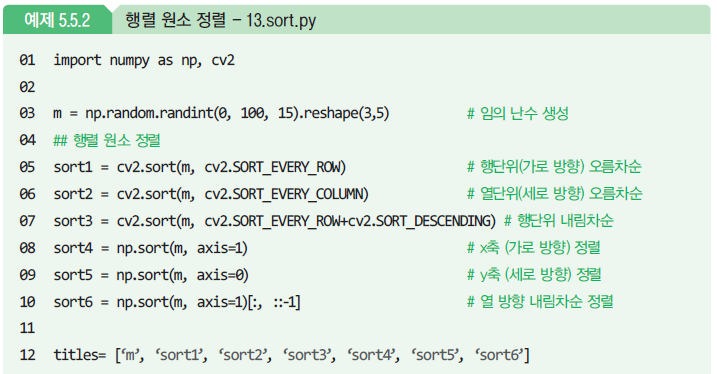 예제 5.5.2 행렬 원소 정렬 - 13.sort.py
01 import numpy as np, cv2
02
03 m = np.random.randint(0, 100, 15).reshape(3,5) # 임의 난수 생성
04 ## 행렬 원소 정렬
05 sort1 = cv2.sort(m, cv2.SORT_EVERY_ROW) # 행단위(가로 방향) 오름차순
06 sort2 = cv2.sort(m, cv2.SORT_EVERY_COLUMN) # 열단위(세로 방향) 오름차순
07 sort3 = cv2.sort(m, cv2.SORT_EVERY_ROW+cv2.SORT_DESCENDING) # 행단위 내림차순
08 sort4 = np.sort(m, axis=1) # x축 (가로 방향) 정렬
09 sort5 = np.sort(m, axis=0) # y축 (세로 방향) 정렬
10 sort6 = np.sort(m, axis=1)[:, ::-1] # 열 방향 내림차순 정렬
11
12 titles= [‘m’, ‘sort1’, ‘sort2’, ‘sort3’, ‘sort4’, ‘sort5’, ‘sort6’]